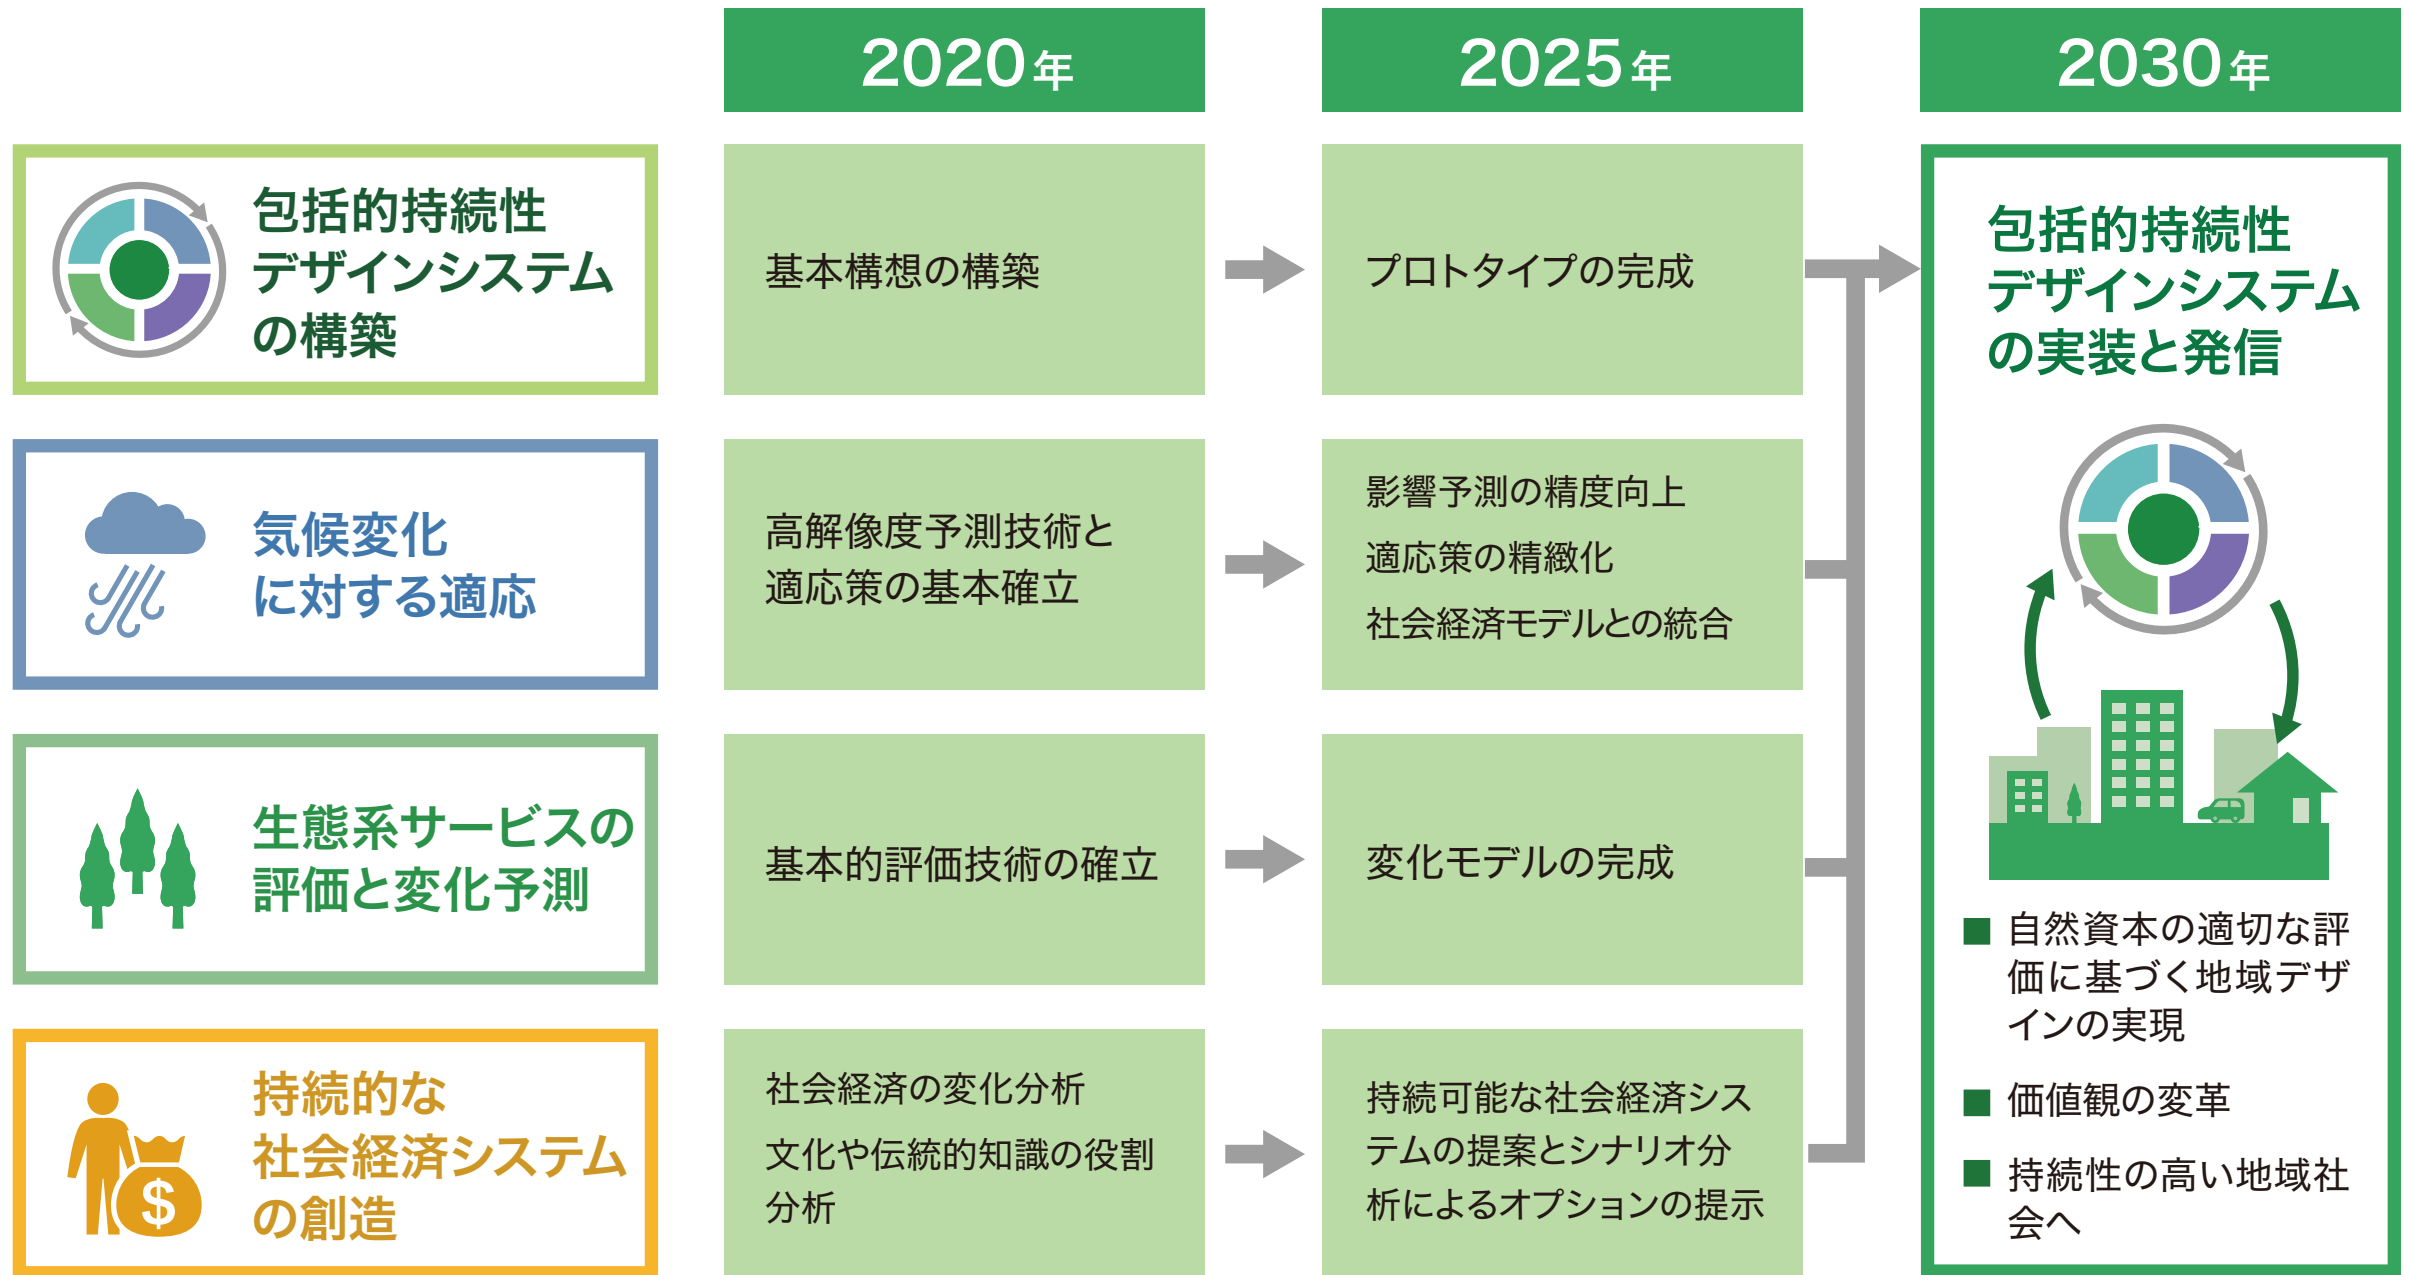 2020年
2025年
2030年
包括的持続性
デザインシステム
の構築
基本構想の構築
プロトタイプの完成
気候変化
に対する適応
高解像度予測技術と
適応策の基本確立
影響予測の精度向上
適応策の精緻化
社会経済モデルとの統合
生態系サービスの
評価と変化予測
基本的評価技術の確立
変化モデルの完成
持続的な
社会経済システム
の創造
$
社会経済の変化分析
文化や伝統的知識の役割
分析
持続可能な社会経済シス
テムの提案とシナリオ分
析によるオプションの提示
包括的持続性
デザインシステム
の実装と発信
自然資本の適切な評
価に基づく地域デザ
インの実現
価値観の変革
持続性の高い地域社
会へ